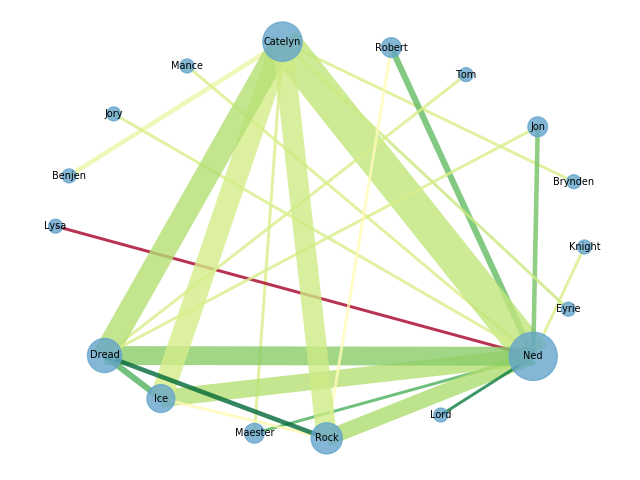 Catelyn
Robert
Mance
Tom
Jory
Jon
Benjen
Brynden
Lysa
Knight
Eyrie
Dread
Ned
Ice
Lord
Maester
Rock